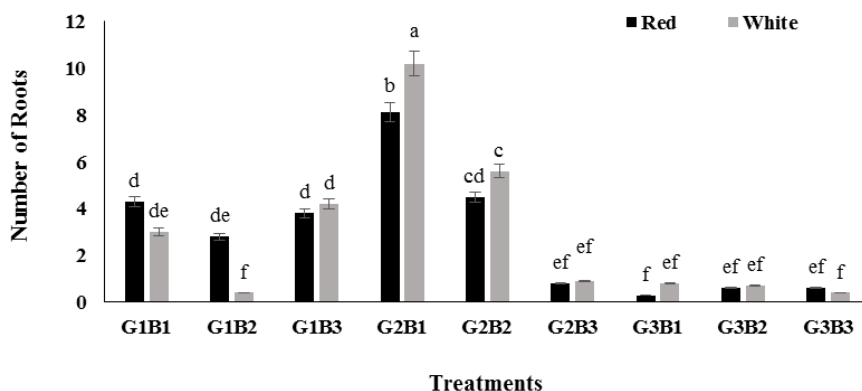 Number of Roots
12
10
8
6
4
2
0
Red
White
d
de
de
f
d
d
b
a
cd
c
ef
ef
f
ef
ef
ef
ef
f
G1B1 G1B2 G1B3 G2B1 G2B2 G2B3 G3B1 G3B2 G3B3
Treatments